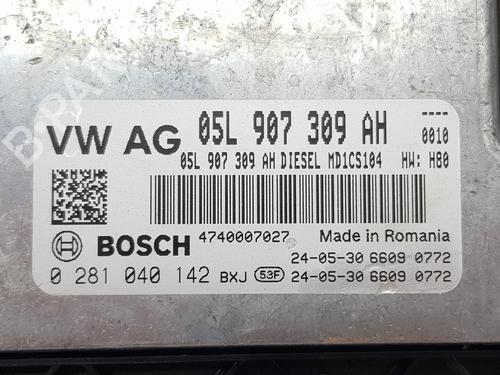 VW AG 05L 907 309 AH ----
0010
05L 907 309 AH DIESEL MD1CS104 HW: H80
BOSCH 4740007027 Made in Romania
24-05-30 6609 0772
0 281 040 142 BXJ 53F 24-05-30 6609 0772